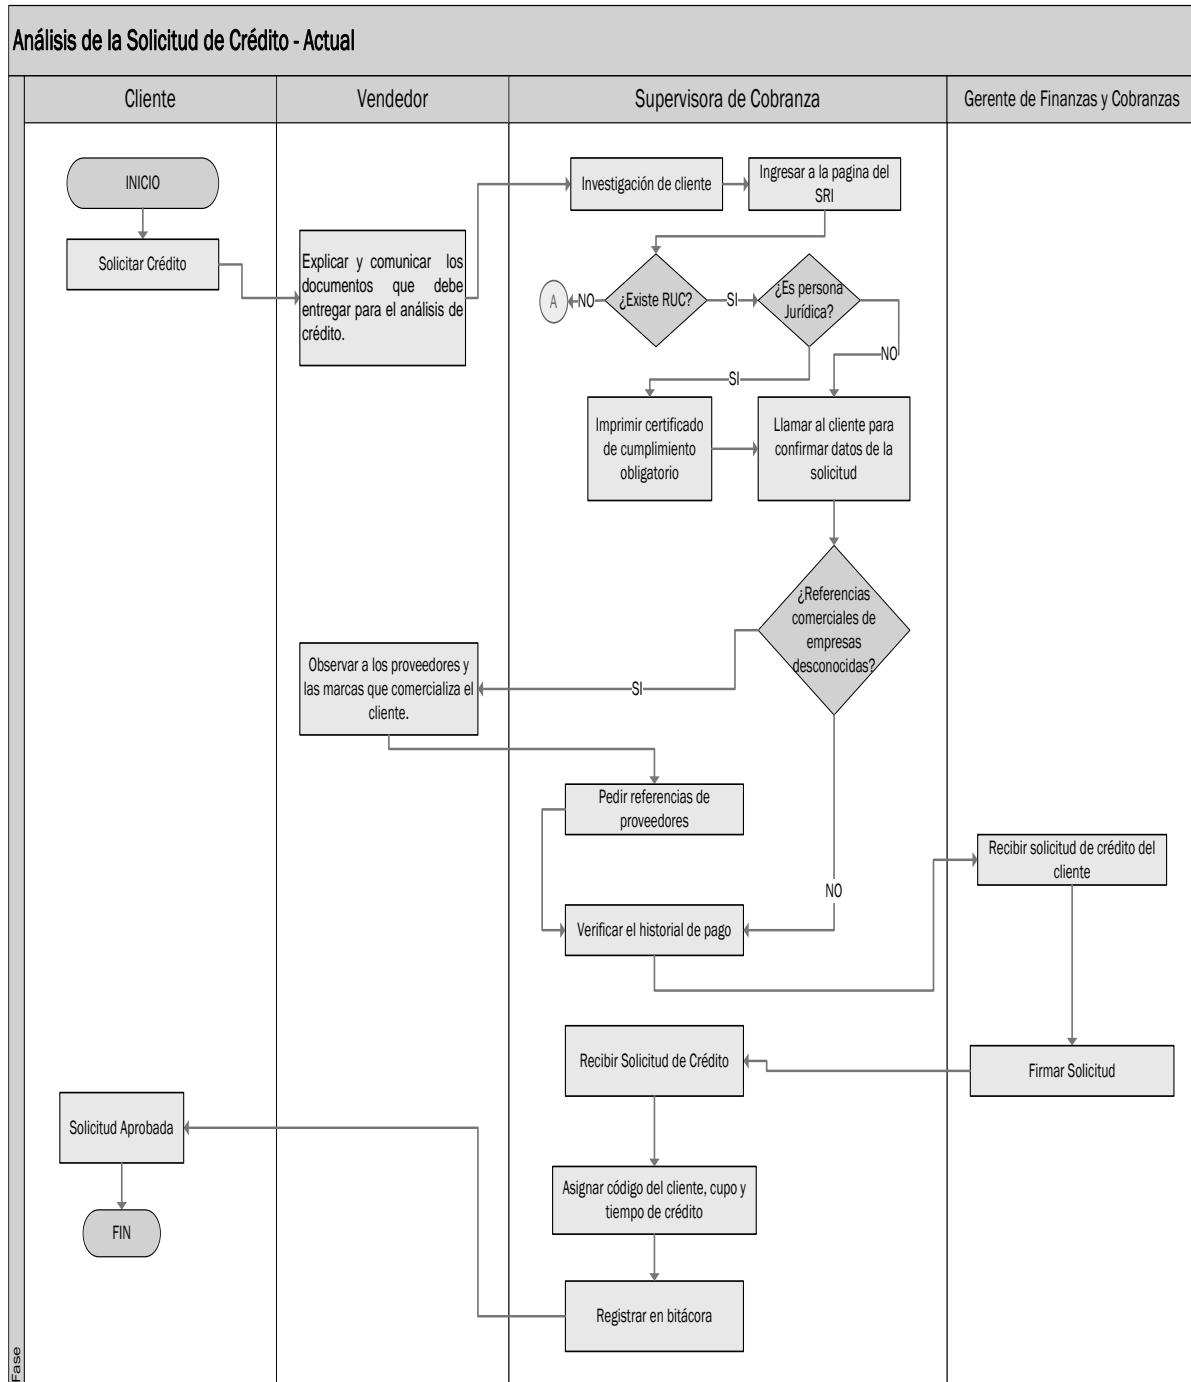 Análisis de la Solicitud de Crédito - Actual
Cliente
Vendedor
Supervisora de Cobranza
Gerente de Finanzas y Cobranzas
INICIO
Solicitar Crédito
Explicar y comunicar los
documentos que debe
entregar para el análisis de
crédito.
Investigación de cliente
Ingresar a la pagina del
SRI
¿Existe RUC?
NO
A
SI
¿Es persona
Jurídica?
NO
SI
Imprimir certificado
de cumplimiento
obligatorio
Llamar al cliente para
confirmar datos de la
solicitud
¿Referencias
comerciales de
empresas
desconocidas?
SI
Observar a los proveedores y
las marcas que comercializa el
cliente.
Pedir referencias de
proveedores
NO
Verificar el historial de pago
Recibir solicitud de crédito del
cliente
Firmar Solicitud
Recibir Solicitud de Crédito
Asignar código del cliente, cupo y
tiempo de crédito
Registrar en bitácora
Solicitud Aprobada
FIN
Fase